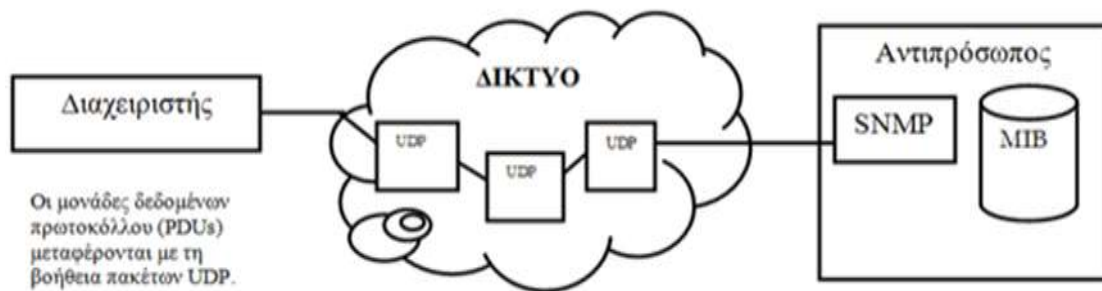 Διαχειριστής
Οι μονάδες δεδομένων
πρωτοκόλλου (PDUs)
μεταφέρονται με τη
βοήθεια πακέτων UDP.
ΔΙΚΤΥΟ
UDP
UDP
UDP
Αντιπρόσωπος
SNMP
MIB